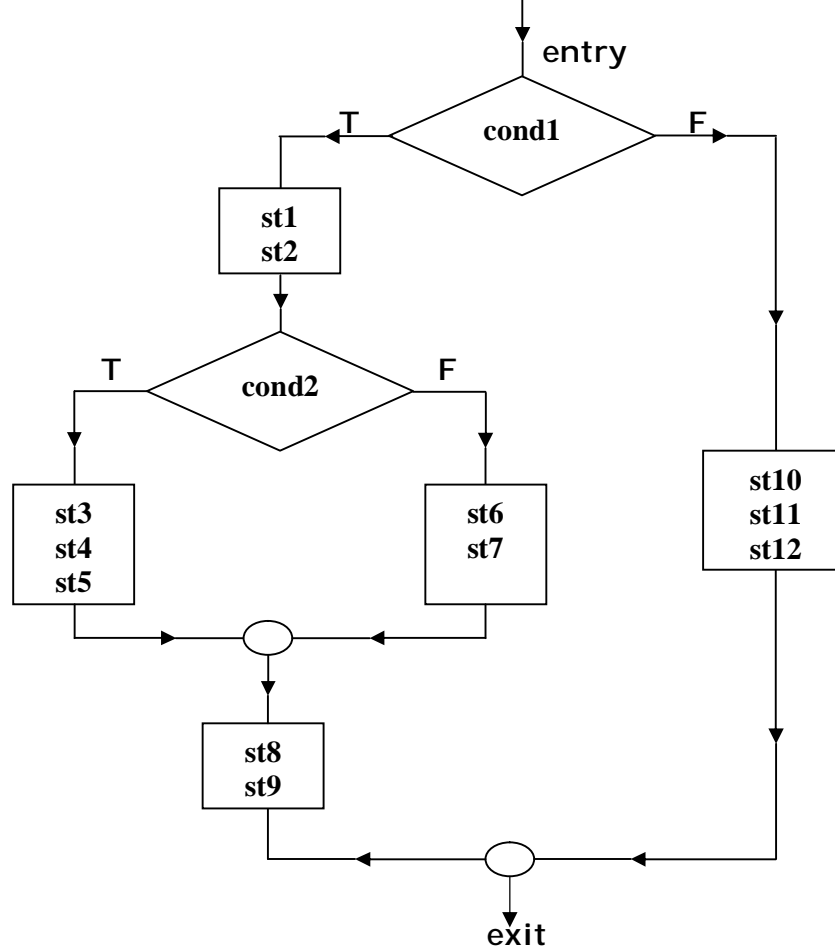 entry
cond1
T
F
st1
st2
cond2
T
F
st3
st4
st5
st6
st7
st10
st11
st12
st8
st9
exit